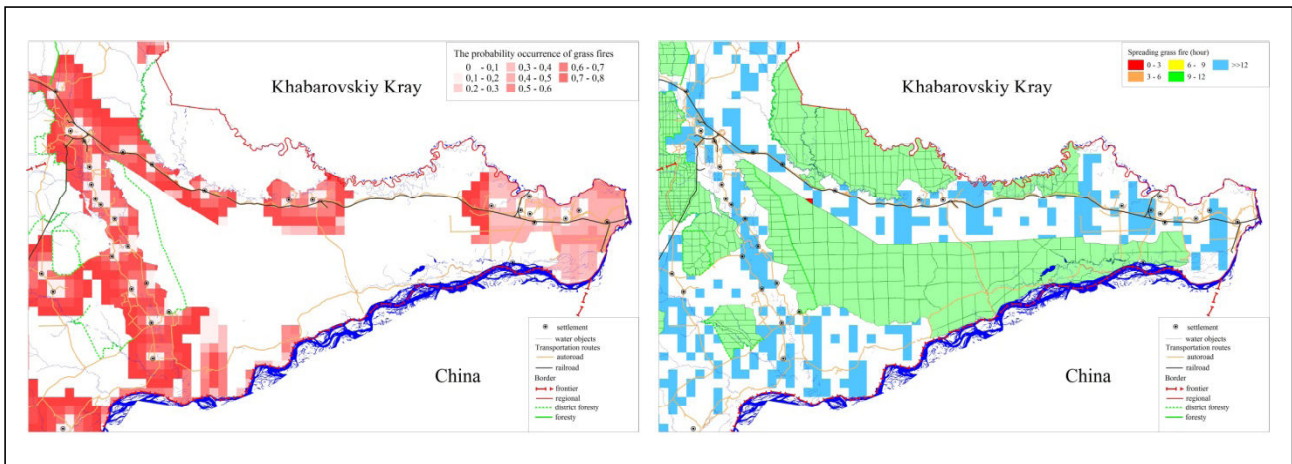 The probability occurrence of grass fires
0 - 0,1 0,3 - 0,4 0,6 - 0,7
0,1 - 0,2 0,4 - 0,5 0,7 - 0,8
0,2 - 0,3 0,5 - 0,6
Khabarovskiy Kray
China
settlement
water objects
Transportation routes
autoroad
railroad
Border
frontier
regional
district foresty
foresty
Spreading grass fire (hour)
0 - 3 6 - 9 >>12
3 - 6 9 - 12
Khabarovskiy Kray
China
settlement
water objects
Transportation routes
autoroad
railroad
Border
frontier
regional
district foresty
foresty